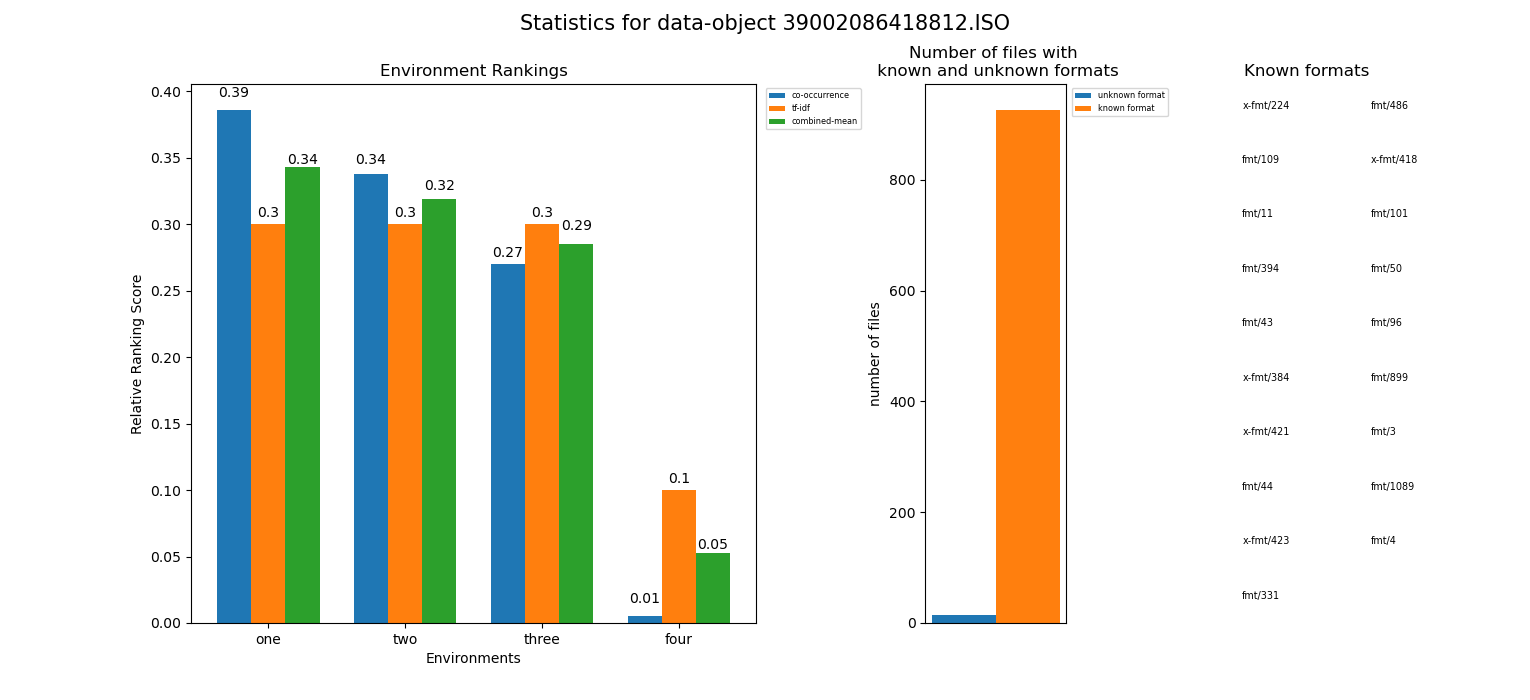 Statistics for data-object 39002086418812.ISO
Environment Rankings
0.40
0.35
0.30
0.25
0.20
0.15
0.10
0.05
0.00
Relative Ranking Score
0.39
0.3
0.34
0.34
0.3
0.32
0.27
0.3
0.29
0.01
0.1
0.05
one
two
three
four
Environments
co-occurrence
tf-idf
combined-mean
Number of files with
known and unknown formats
800
600
400
200
0
number of files
unknown format
known format
Known formats
x-fmt/224 fmt/486
fmt/109 x-fmt/418
fmt/11 fmt/101
fmt/394 fmt/50
fmt/43 fmt/96
x-fmt/384 fmt/899
x-fmt/421 fmt/3
fmt/44 fmt/1089
x-fmt/423 fmt/4
fmt/331